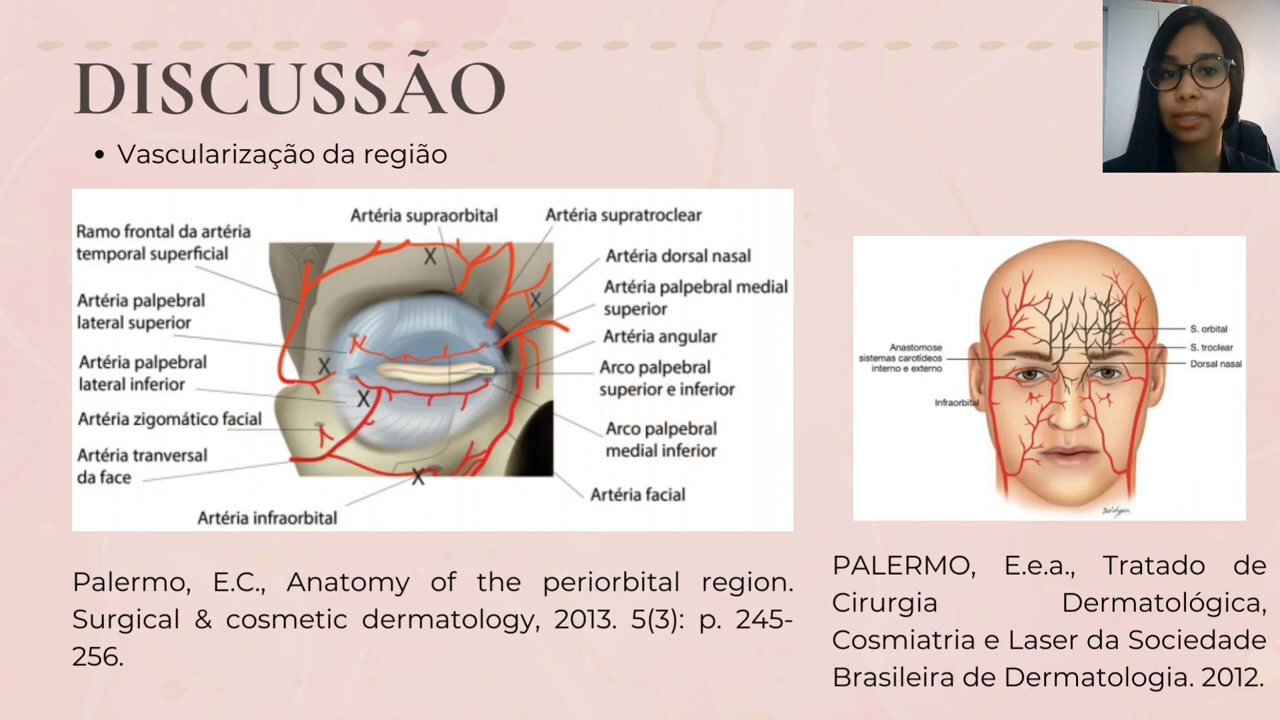 DISCUSSÃO
• Vascularização da região
Ramo frontal da artéria
temporal superficial
Artéria palpebral
lateral superior
Artéria palpebral
lateral inferior
Artéria zigomático facial
Artéria tranversal
da face
Artéria infraorbital
Artéria supraorbital
Artéria supratroclear
Artéria dorsal nasal
Artéria palpebral medial
superior
Artéria angular
Arco palpebral
superior e inferior
Arco palpebral
medial inferior
Artéria facial
X
X
X
X
X
Palermo, E.C., Anatomy of the periorbital region.
Surgical & cosmetic dermatology, 2013. 5(3): p. 245-
256.
Anastomose
sistemas carotídeos
interno e externo
Infraorbital
S. orbital
S. troclear
Dorsal nasal
PALERMO, E.e.a., Tratado de
Cirurgia Dermatológica,
Cosmiatria e Laser da Sociedade
Brasileira de Dermatologia. 2012.